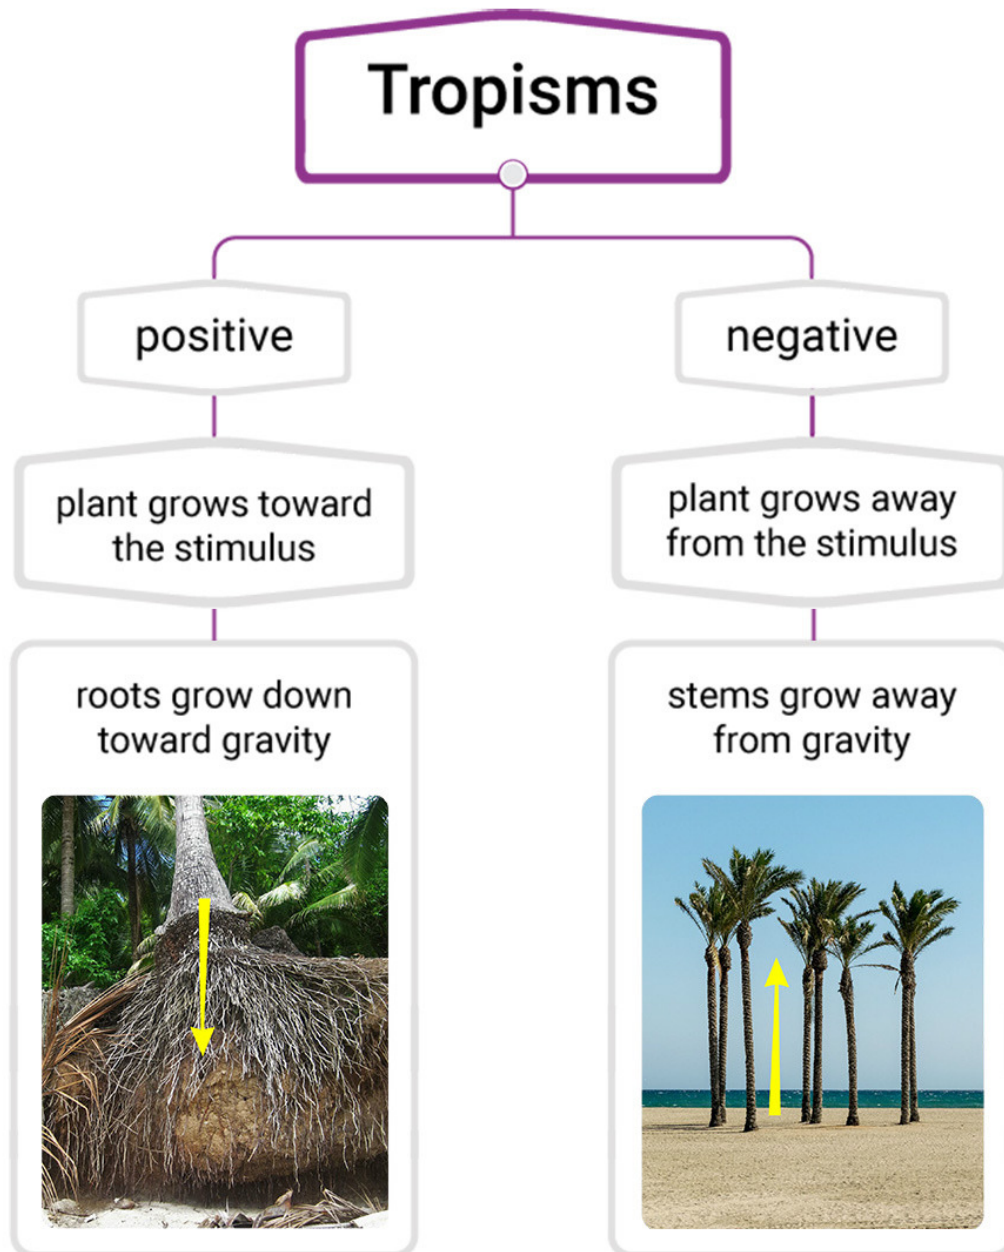 Tropisms
positive
negative
plant grows toward
the stimulus
plant grows away
from the stimulus
roots grow down
toward gravity
stems grow away
from gravity